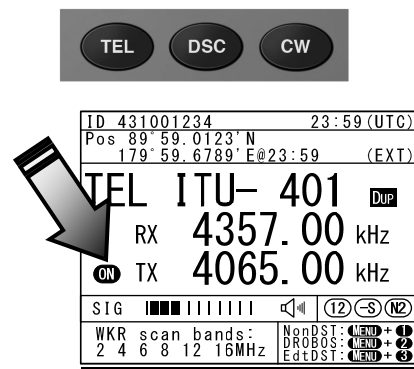 TEL DSC CW
ID 431001234 23:59(UTC)
Pos 89°59.0123'N
179°59.6789'E@23:59 (EXT)
TEL ITU- 401 DUP
RX 4357.00 kHz
ON TX 4065.00 kHz
SIG (12) (-S) (N2)
WKR scan bands:
2 4 6 8 12 16MHz
NonDST:MENU+1
DROBOS:MENU+2
EdtDST:MENU+6